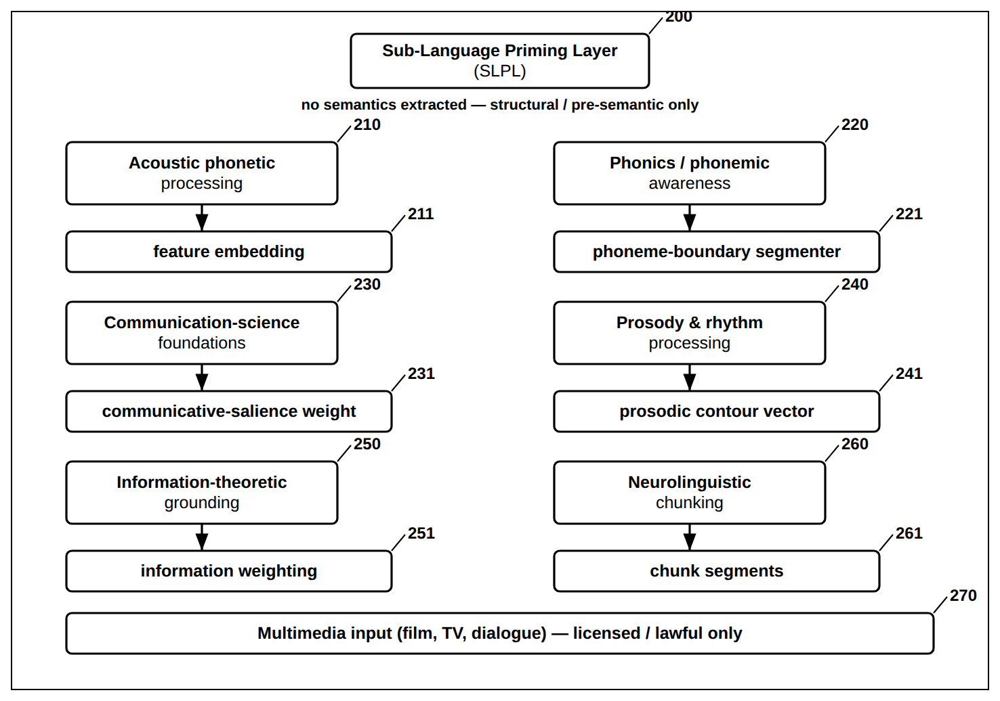 200
Sub-Language Priming Layer
(SLPL)
no semantics extracted — structural / pre-semantic only
210
Acoustic phonetic
processing
220
Phonics / phonemic
awareness
211
feature embedding
221
phoneme-boundary segmenter
230
Communication-science
foundations
240
Prosody & rhythm
processing
231
communicative-salience weight
241
prosodic contour vector
250
Information-theoretic
grounding
260
Neurolinguistic
chunking
251
information weighting
261
chunk segments
270
Multimedia input (film, TV, dialogue) — licensed / lawful only